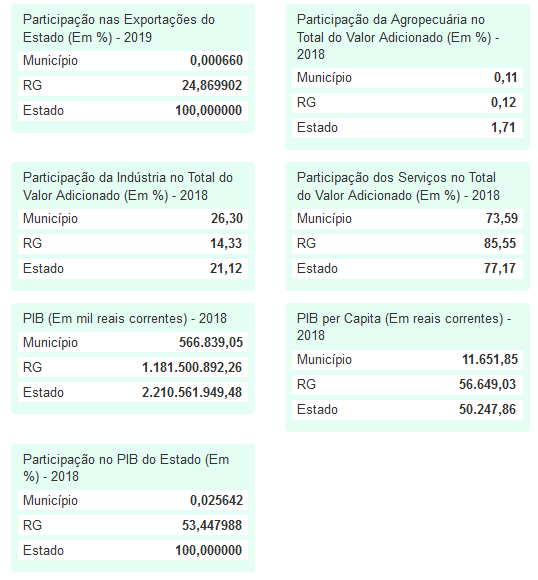 Participação nas Exportações do
Estado (Em %) - 2019
Município 0,000660
RG 24,869902
Estado 100,000000
Participação da Agropecuária no
Total do Valor Adicionado (Em %) -
2018
Município 0,11
RG 0,12
Estado 1,71
Participação da Indústria no Total do
Valor Adicionado (Em %) - 2018
Município 26,30
RG 14,33
Estado 21,12
Participação dos Serviços no Total
do Valor Adicionado (Em %) - 2018
Município 73,59
RG 85,55
Estado 77,17
PIB (Em mil reais correntes) - 2018
Município 566.839,05
RG 1.181.500.892,26
Estado 2.210.561.949,48
PIB per Capita (Em reais correntes) -
2018
Município 11.651,85
RG 56.649,03
Estado 50.247,86
Participação no PIB do Estado (Em
%) - 2018
Município 0,025642
RG 53,447988
Estado 100,000000